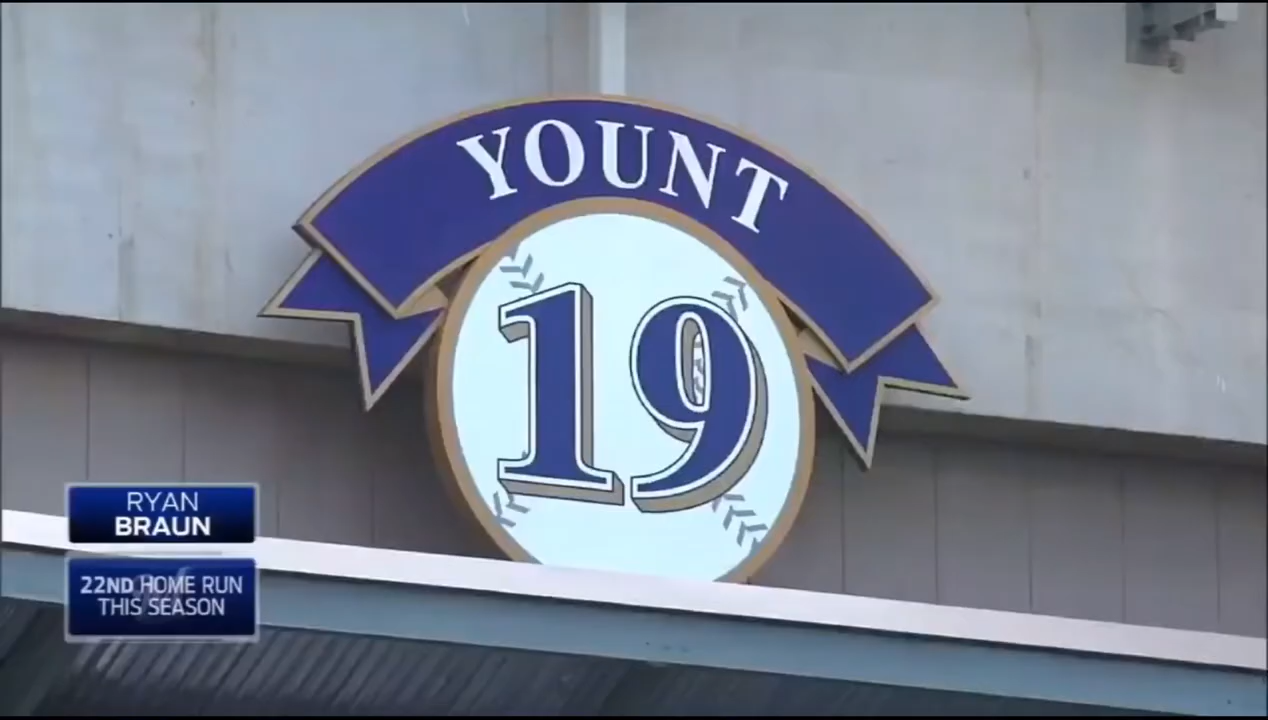 YOUNT
19
RYAN
BRAUN
22ND HOME RUN
THIS SEASON